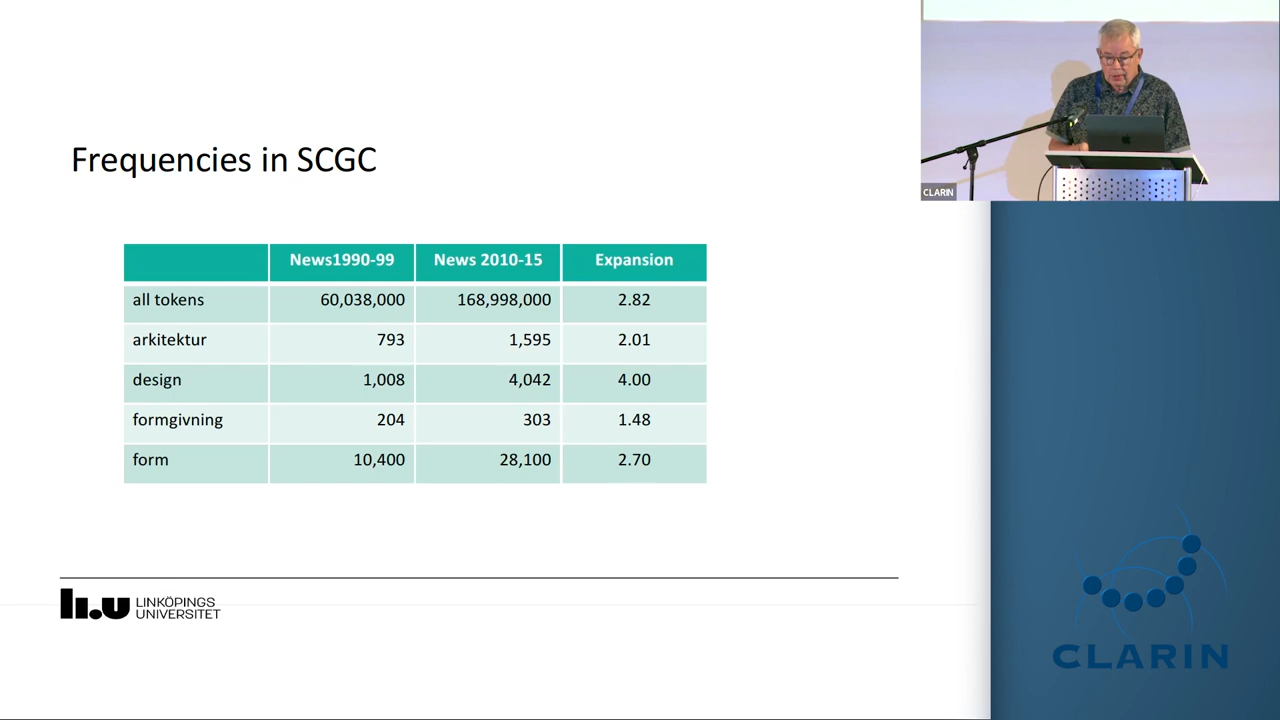 Frequencies in SCGC
News1990-99 News 2010-15 Expansion
all tokens 60,038,000 168,998,000 2.82
arkitektur 793 1,595 2.01
design 1,008 4,042 4.00
formgivning 204 303 1.48
form 10,400 28,100 2.70
li.u LINKÖPINGS
UNIVERSITET
CLARIN
CLARIN